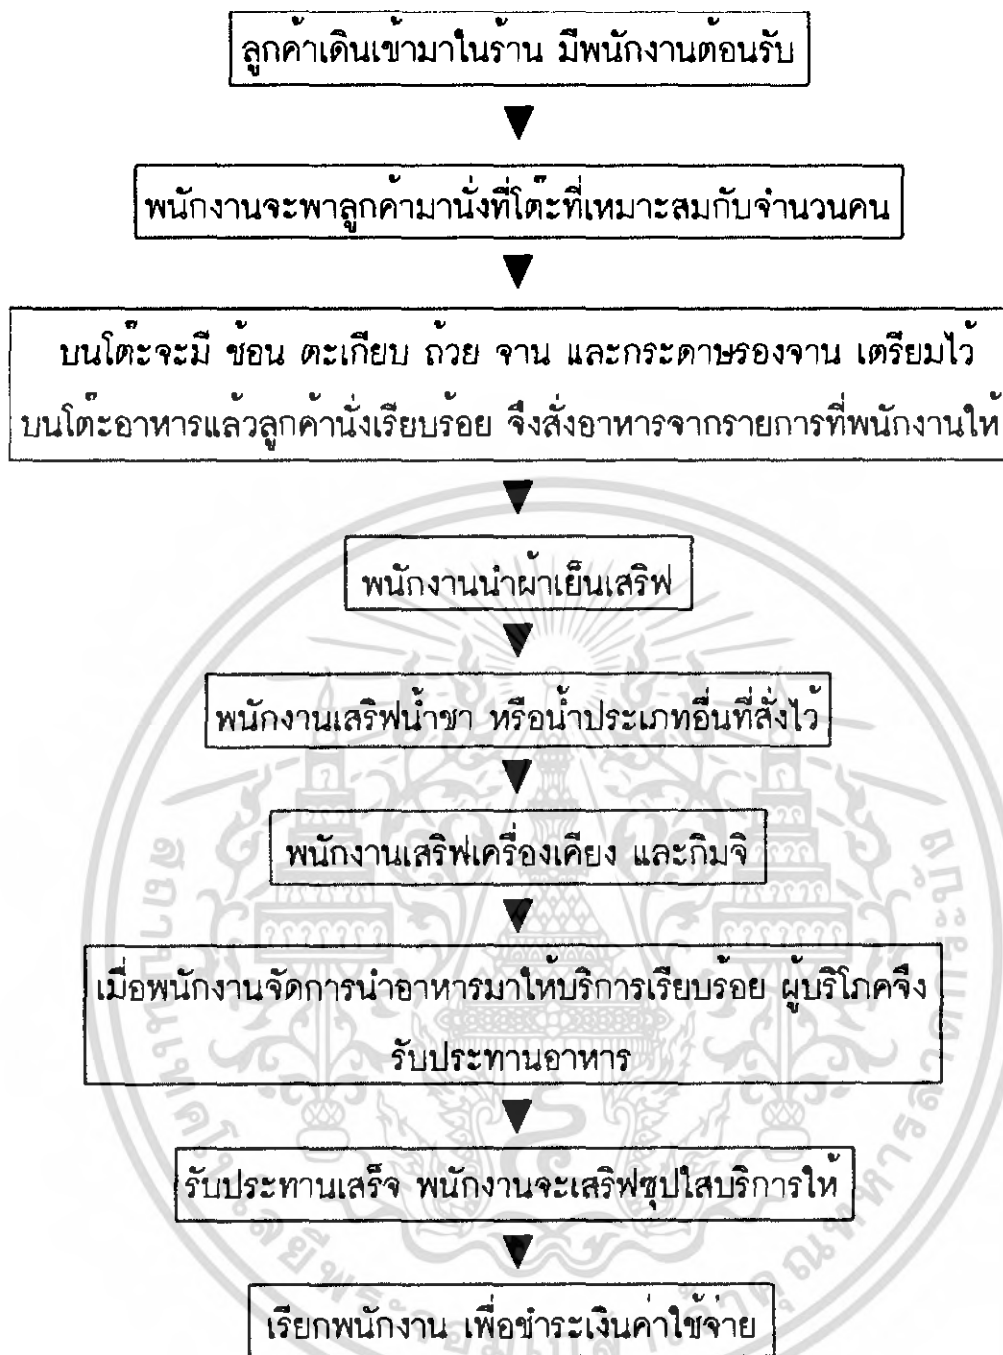 ลูกค้าเดินเข้ามาในร้าน มีพนักงานต้อนรับ
พนักงานจะพาลูกค้ามานั่งที่โต๊ะที่เหมาะสมกับจำนวนคน
บนโต๊ะจะมี ช้อน ตะเกียบ ถ้วย จาน และกระดาษรองจาน เตรียมไว้
บนโต๊ะอาหารแล้วลูกค้านั่งเรียบร้อย จึงสั่งอาหารจากรายการที่พนักงานให้
พนักงานนำผ้าเย็นเสริฟ
พนักงานเสริฟน้ำชา หรือน้ำประเภทอื่นที่สั่งไว้
พนักงานเสริฟเครื่องเคียง และกิมจิ
เมื่อพนักงานจัดการนำอาหารมาให้บริการเรียบร้อย ผู้บริโภคจึง
รับประทานอาหาร
รับประทานเสร็จ พนักงานจะเสริฟซุปใสบริการให้
เรียกพนักงาน เพื่อชำระเงินค่าใช้จ่าย